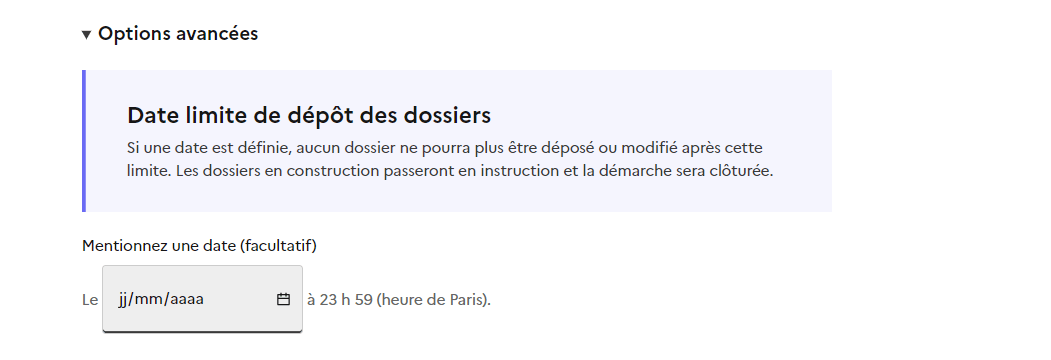 Options avancées
Date limite de dépôt des dossiers
Si une date est définie, aucun dossier ne pourra plus être déposé ou modifié après cette
limite. Les dossiers en construction passeront en instruction et la démarche sera clôturée.
Mentionnez une date (facultatif)
Le jj/mm/aaaa à 23 h 59 (heure de Paris).